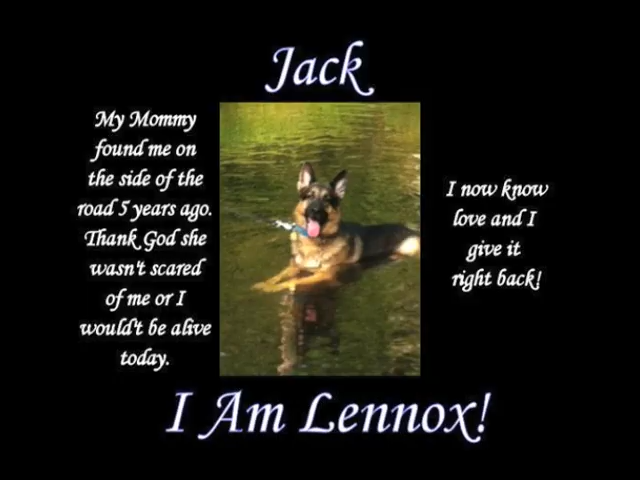 Jack
My Mommy
found me on
the side of the
road 5 years ago.
Thank God she
wasn't scared
of me or I
would't be alive
today.
I now know
love and I
give it
right back!
I Am Lennox!